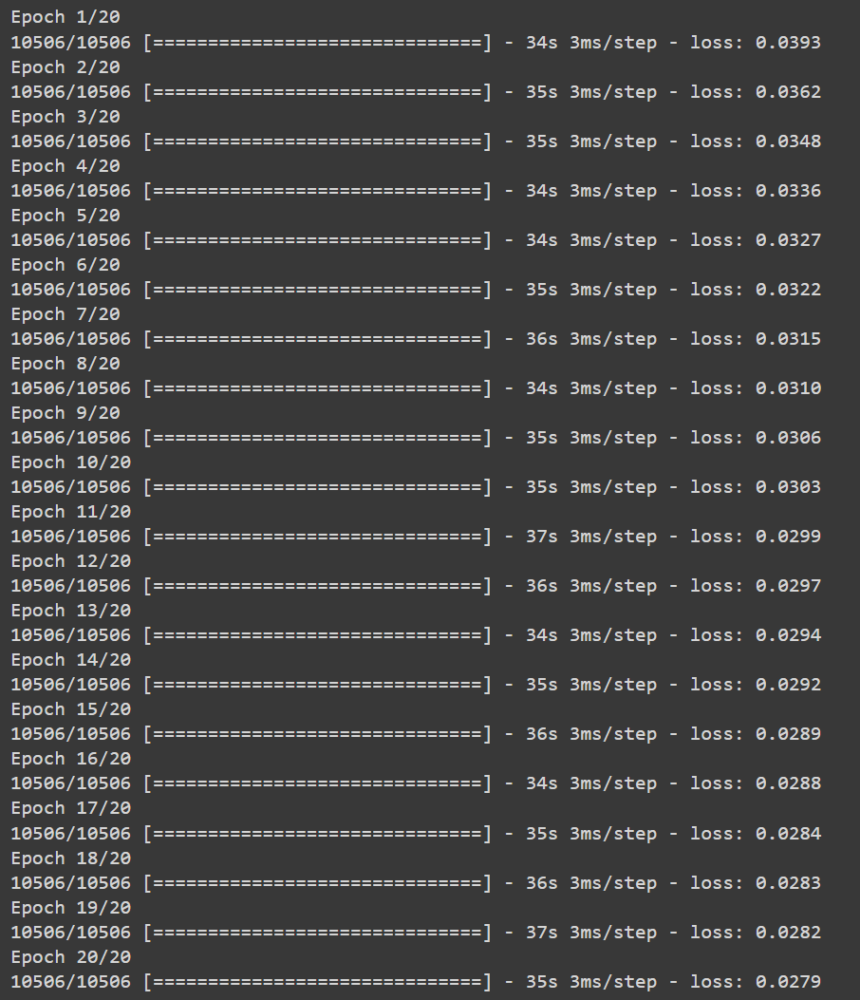 Epoch 1/20
10506/10506 [==============================] - 34s 3ms/step - loss: 0.0393
Epoch 2/20
10506/10506 [==============================] - 35s 3ms/step - loss: 0.0362
Epoch 3/20
10506/10506 [==============================] - 35s 3ms/step - loss: 0.0348
Epoch 4/20
10506/10506 [==============================] - 34s 3ms/step - loss: 0.0336
Epoch 5/20
10506/10506 [==============================] - 34s 3ms/step - loss: 0.0327
Epoch 6/20
10506/10506 [==============================] - 35s 3ms/step - loss: 0.0322
Epoch 7/20
10506/10506 [==============================] - 36s 3ms/step - loss: 0.0315
Epoch 8/20
10506/10506 [==============================] - 34s 3ms/step - loss: 0.0310
Epoch 9/20
10506/10506 [==============================] - 35s 3ms/step - loss: 0.0306
Epoch 10/20
10506/10506 [==============================] - 35s 3ms/step - loss: 0.0303
Epoch 11/20
10506/10506 [==============================] - 37s 3ms/step - loss: 0.0299
Epoch 12/20
10506/10506 [==============================] - 36s 3ms/step - loss: 0.0297
Epoch 13/20
10506/10506 [==============================] - 34s 3ms/step - loss: 0.0294
Epoch 14/20
10506/10506 [==============================] - 35s 3ms/step - loss: 0.0292
Epoch 15/20
10506/10506 [==============================] - 36s 3ms/step - loss: 0.0289
Epoch 16/20
10506/10506 [==============================] - 34s 3ms/step - loss: 0.0288
Epoch 17/20
10506/10506 [==============================] - 35s 3ms/step - loss: 0.0284
Epoch 18/20
10506/10506 [==============================] - 36s 3ms/step - loss: 0.0283
Epoch 19/20
10506/10506 [==============================] - 37s 3ms/step - loss: 0.0282
Epoch 20/20
10506/10506 [==============================] - 35s 3ms/step - loss: 0.0279